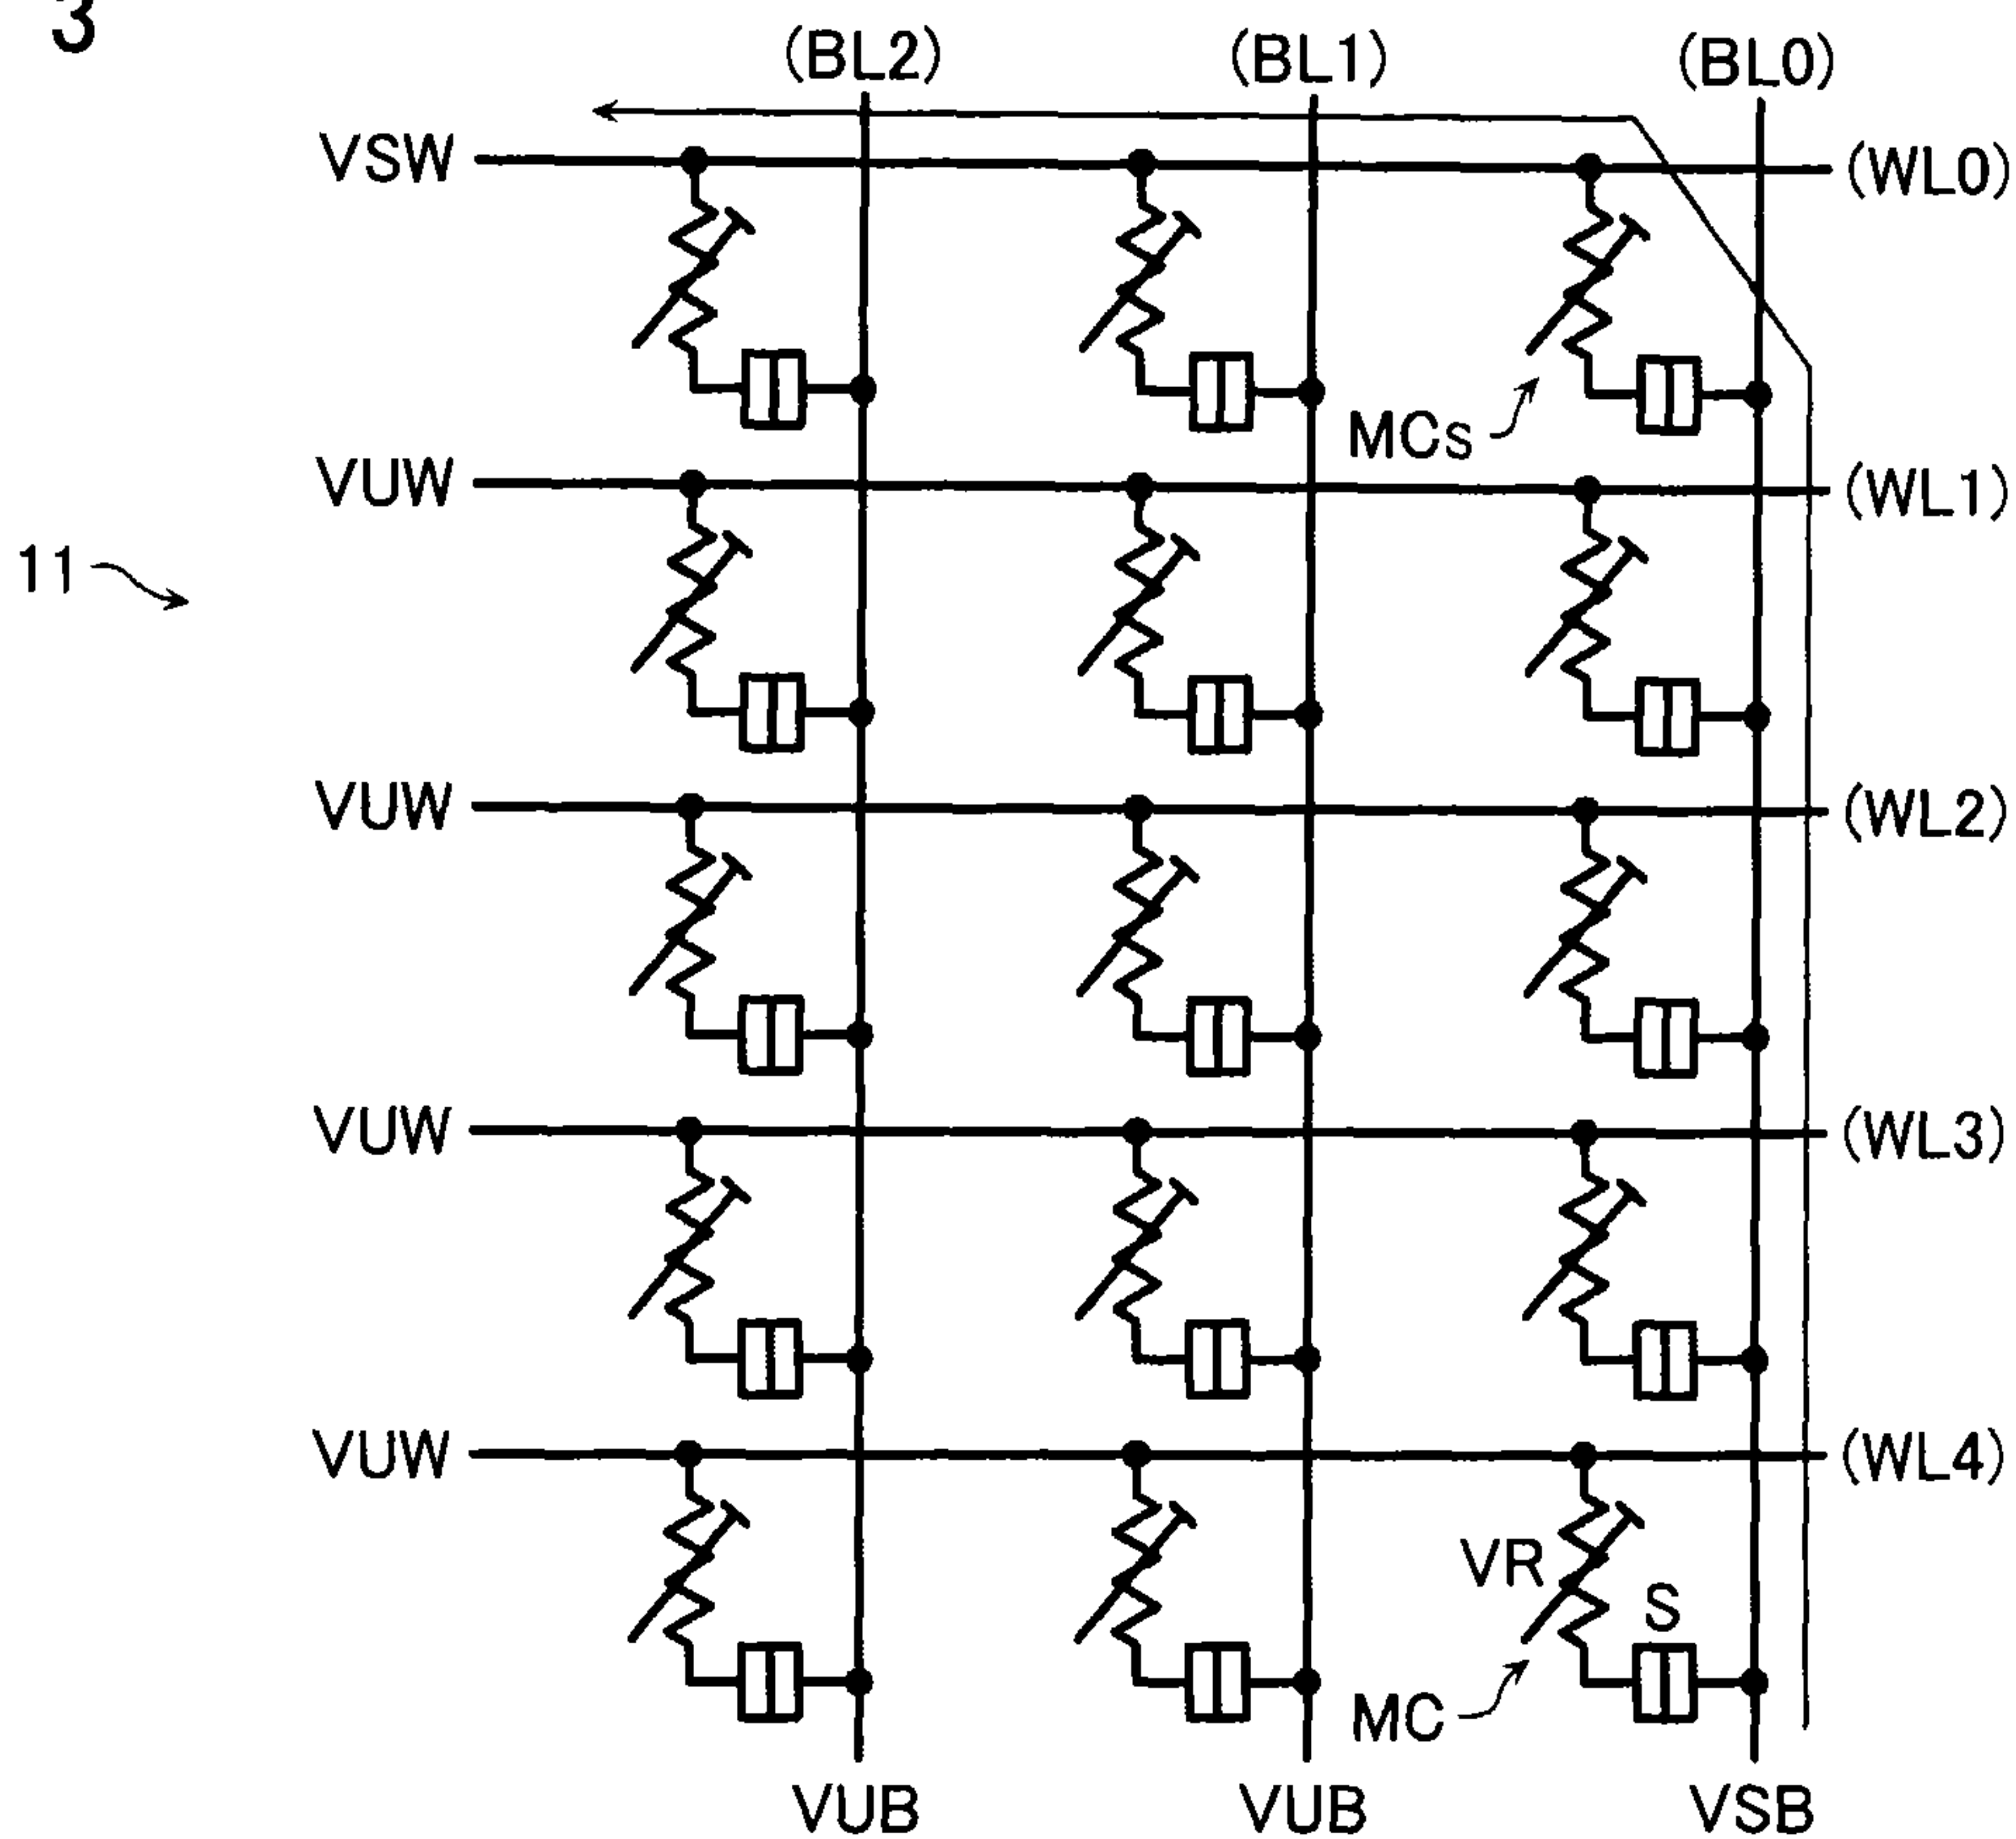 3
(BL2) (BL1) (BL0)
VSW (WL0)
MCs
VUW (WL1)
11
VUW (WL2)
VUW (WL3)
VUW (WL4)
VR
S
MC
VUB VUB VSB